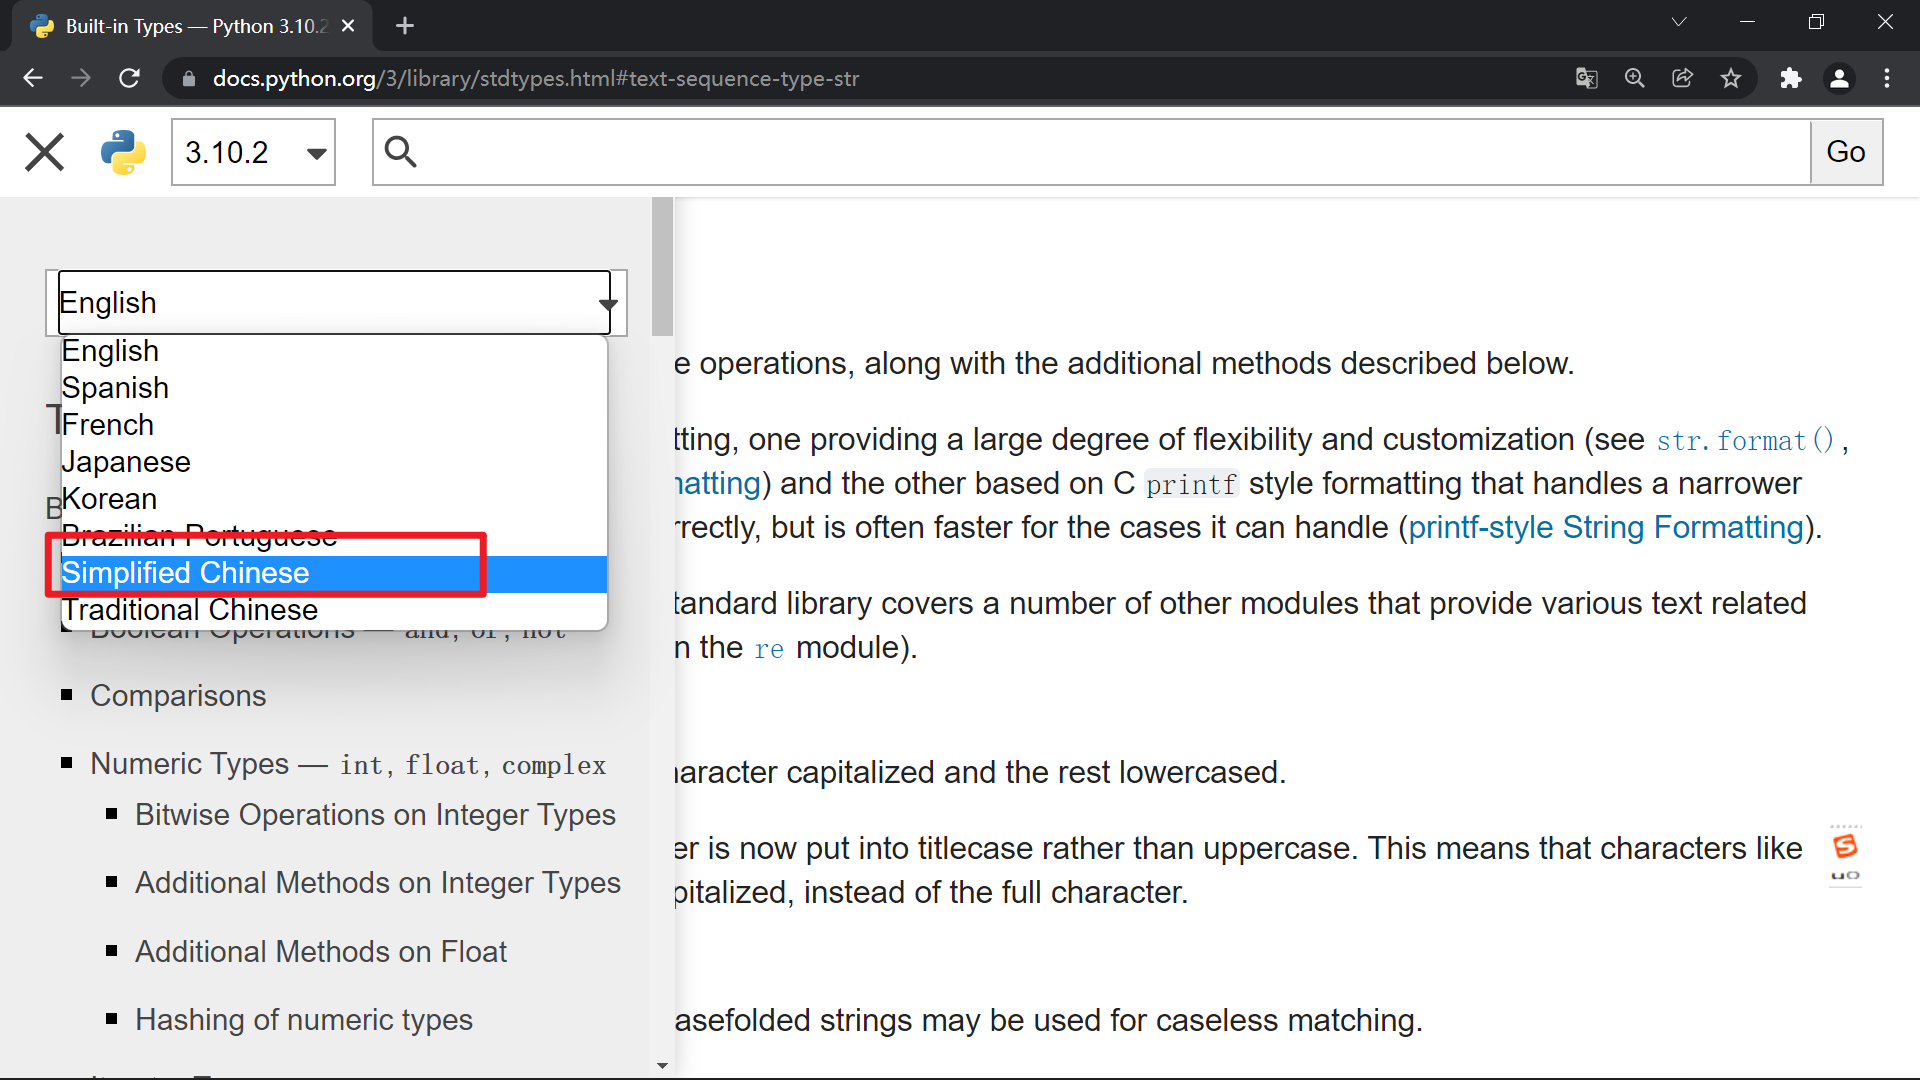 Built-in Types — Python 3.10.2
docs.python.org/3/library/stdtypes.html#text-sequence-type-str
3.10.2
Go
English
English
Spanish
French
Japanese
Korean
Brazilian Portuguese
Simplified Chinese
Traditional Chinese
Boolean Operations — and, or, not
Comparisons
Numeric Types — int, float, complex
Bitwise Operations on Integer Types
Additional Methods on Integer Types
Additional Methods on Float
Hashing of numeric types
e operations, along with the additional methods described below.
tting, one providing a large degree of flexibility and customization (see str.format(),
matting) and the other based on C printf style formatting that handles a narrower
rrectly, but is often faster for the cases it can handle (printf-style String Formatting).
tandard library covers a number of other modules that provide various text related
n the re module).
haracter capitalized and the rest lowercased.
er is now put into titlecase rather than uppercase. This means that characters like
pitalized, instead of the full character.
asefolded strings may be used for caseless matching.